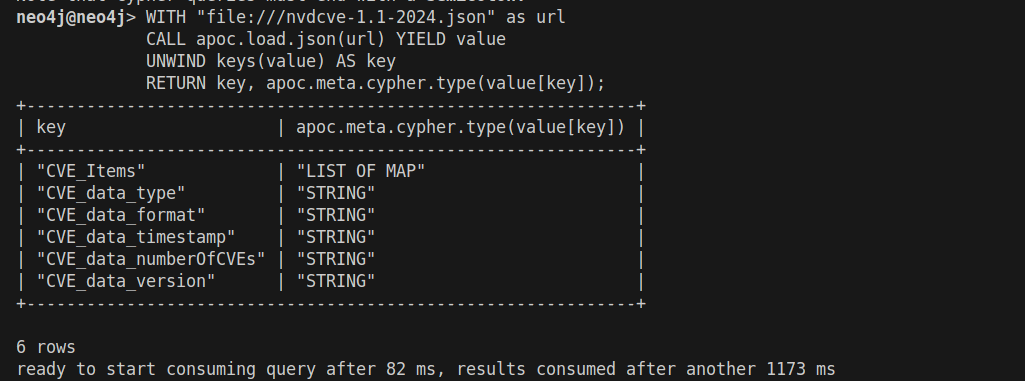 neo4j@neo4j> WITH "file:///nvdcve-1.1-2024.json" as url
             CALL apoc.load.json(url) YIELD value
             UNWIND keys(value) AS key
             RETURN key, apoc.meta.cypher.type(value[key]);
+-------------------------------------------------------------+
| key                     | apoc.meta.cypher.type(value[key]) |
+-------------------------------------------------------------+
| "CVE_Items"             | "LIST OF MAP"                     |
| "CVE_data_type"         | "STRING"                          |
| "CVE_data_format"       | "STRING"                          |
| "CVE_data_timestamp"    | "STRING"                          |
| "CVE_data_numberOfCVEs" | "STRING"                          |
| "CVE_data_version"      | "STRING"                          |
+-------------------------------------------------------------+

6 rows
ready to start consuming query after 82 ms, results consumed after another 1173 ms